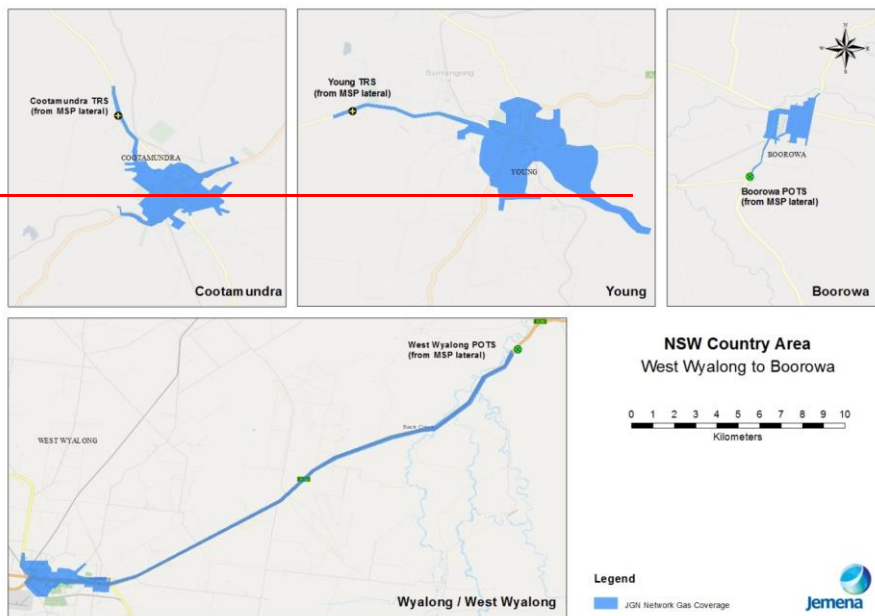 Cootamundra TRS
(from MSP lateral)
COOTAMUNDRA
Cootamundra
Young TRS
(from MSP lateral)
YOUNG
Young
N
W
E
S
BOOROWA
Boorowa POTS
(from MSP lateral)
Boorowa
West Wyalong POTS
(from MSP lateral)
WEST WYALONG
Wyalong / West Wyalong
NSW Country Area
West Wyalong to Boorowa
0 1 2 3 4 5 6 7 8 9 10
Kilometers
Legend
JGN Network Gas Coverage
Jemena